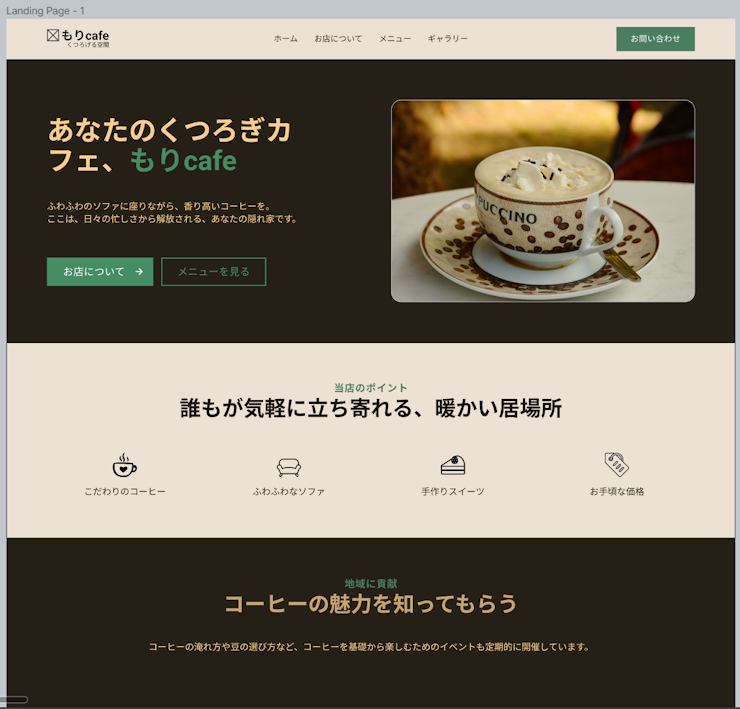 Landing Page - 1
もりcafe
くつろげる空間
ホーム お店について メニュー ギャラリー
お問い合わせ
あなたのくつろぎカ
フェ、もりcafe
ふわふわのソファに座りながら、香り高いコーヒーを。
ここは、日々の忙しさから解放される、あなたの隠れ家です。
お店について →
メニューを見る
PUCCINO
当店のポイント
誰もが気軽に立ち寄れる、暖かい居場所
こだわりのコーヒー ふわふわなソファ 手作りスイーツ お手頃な価格
地域に貢献
コーヒーの魅力を知ってもらう
コーヒーの淹れ方や豆の選び方など、コーヒーを基礎から楽しむためのイベントも定期的に開催しています。